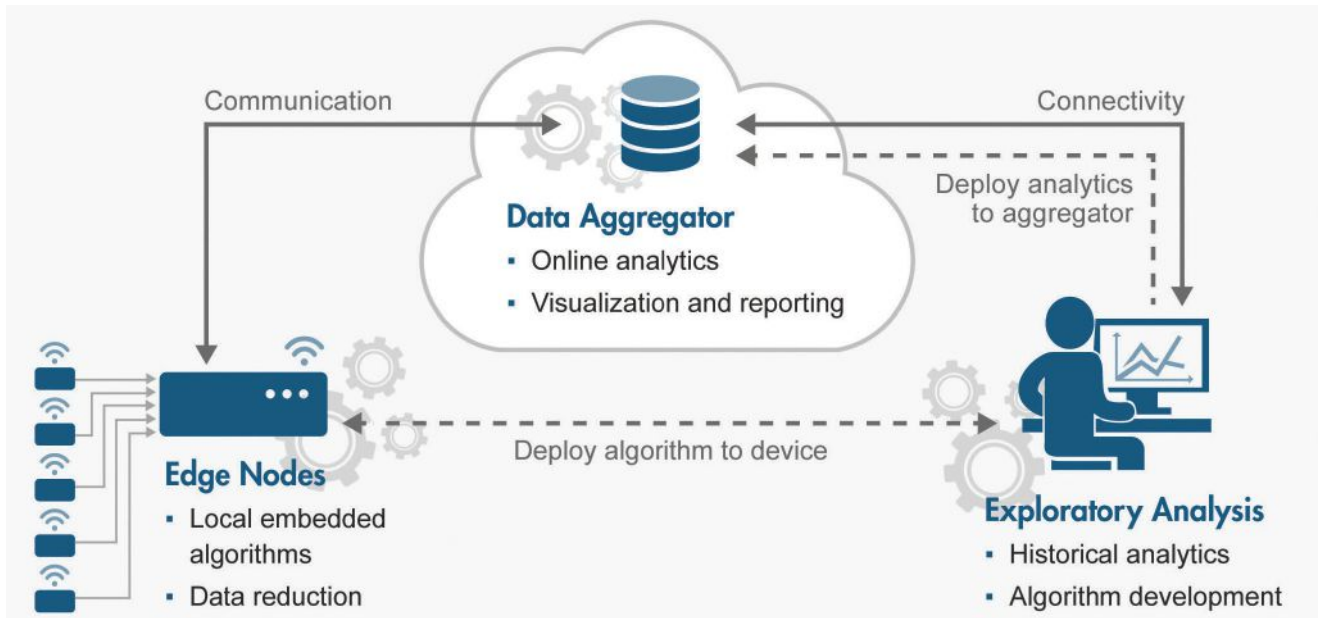 Communication
Connectivity
Deploy analytics
to aggregator
Data Aggregator
▪ Online analytics
▪ Visualization and reporting
Deploy algorithm to device
Edge Nodes
▪ Local embedded
algorithms
▪ Data reduction
Exploratory Analysis
▪ Historical analytics
▪ Algorithm development